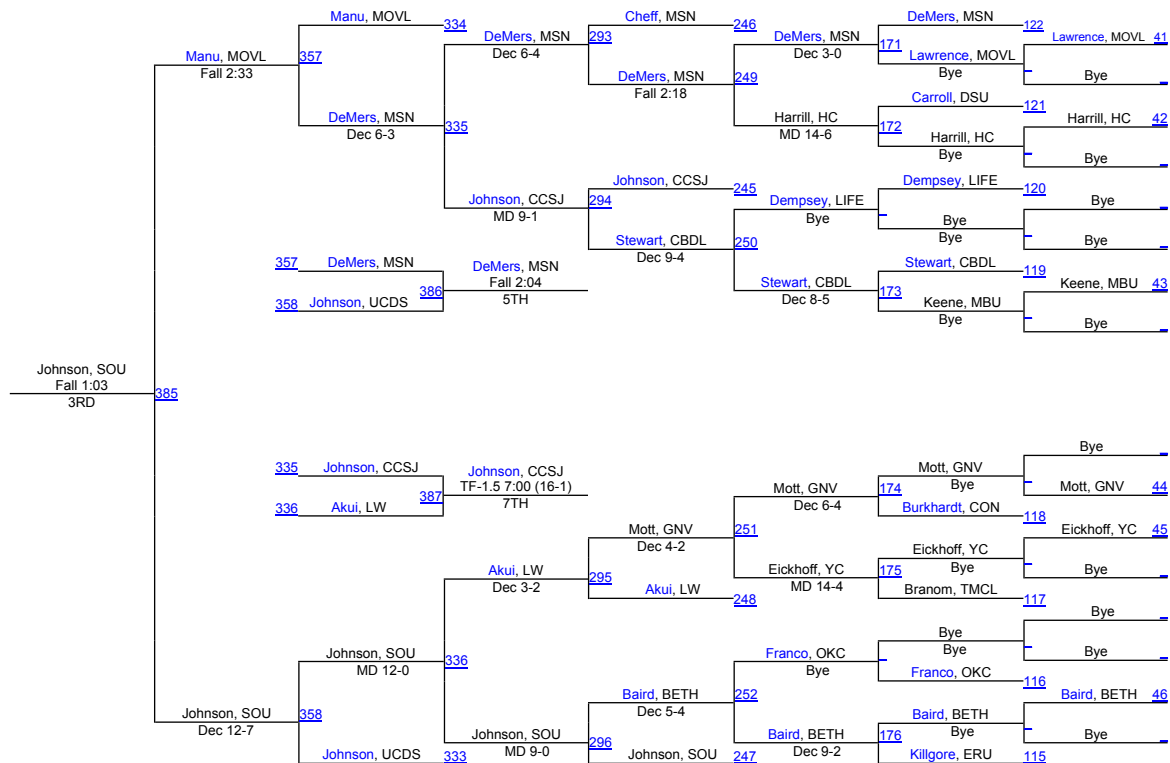 Manu, MOVL 334
Cheff, MSN 246
DeMers, MSN 122
Lawrence, MOVL 41
DeMers, MSN 293
Dec 6-4
DeMers, MSN 171
Dec 3-0
Manu, MOVL 357
Fall 2:33
Lawrence, MOVL
Bye
Bye
DeMers, MSN 249
Fall 2:18
Carroll, DSU 121
DeMers, MSN 335
Dec 6-3
Harrill, HC 172
MD 14-6
Harrill, HC 42
Harrill, HC
Bye
Bye
Johnson, CCSJ 245
Dempsey, LIFE 120
Johnson, CCSJ 294
MD 9-1
Dempsey, LIFE
Bye
Bye
Bye
Bye
Bye
Stewart, CBDL 250
Dec 9-4
357 DeMers, MSN
DeMers, MSN
Fall 2:04
5TH
386
358 Johnson, UCDS
Stewart, CBDL 119
Stewart, CBDL 173
Dec 8-5
Keene, MBU 43
Keene, MBU
Bye
Bye
Johnson, SOU
Fall 1:03
3RD
385
335 Johnson, CCSJ
Johnson, CCSJ
TF-1.5 7:00 (16-1)
7TH
387
336 Akui, LW
Bye
Mott, GNV
Bye
Mott, GNV 44
Mott, GNV 174
Dec 6-4
Burkhardt, CON 118
Mott, GNV 251
Dec 4-2
Eickhoff, YC 45
Eickhoff, YC
Bye
Bye
Eickhoff, YC 175
MD 14-4
Akui, LW 295
Dec 3-2
Akui, LW 248
Branom, TMCL 117
Bye
Bye
Bye
Bye
Johnson, SOU 336
MD 12-0
Franco, OKC
Bye
Franco, OKC 116
Baird, BETH 252
Dec 5-4
Baird, BETH 46
Johnson, SOU 358
Dec 12-7
Baird, BETH
Bye
Bye
Johnson, SOU 296
MD 9-0
Baird, BETH 176
Dec 9-2
Johnson, UCDS 333
Johnson, SOU 247
Killgore, ERU 115